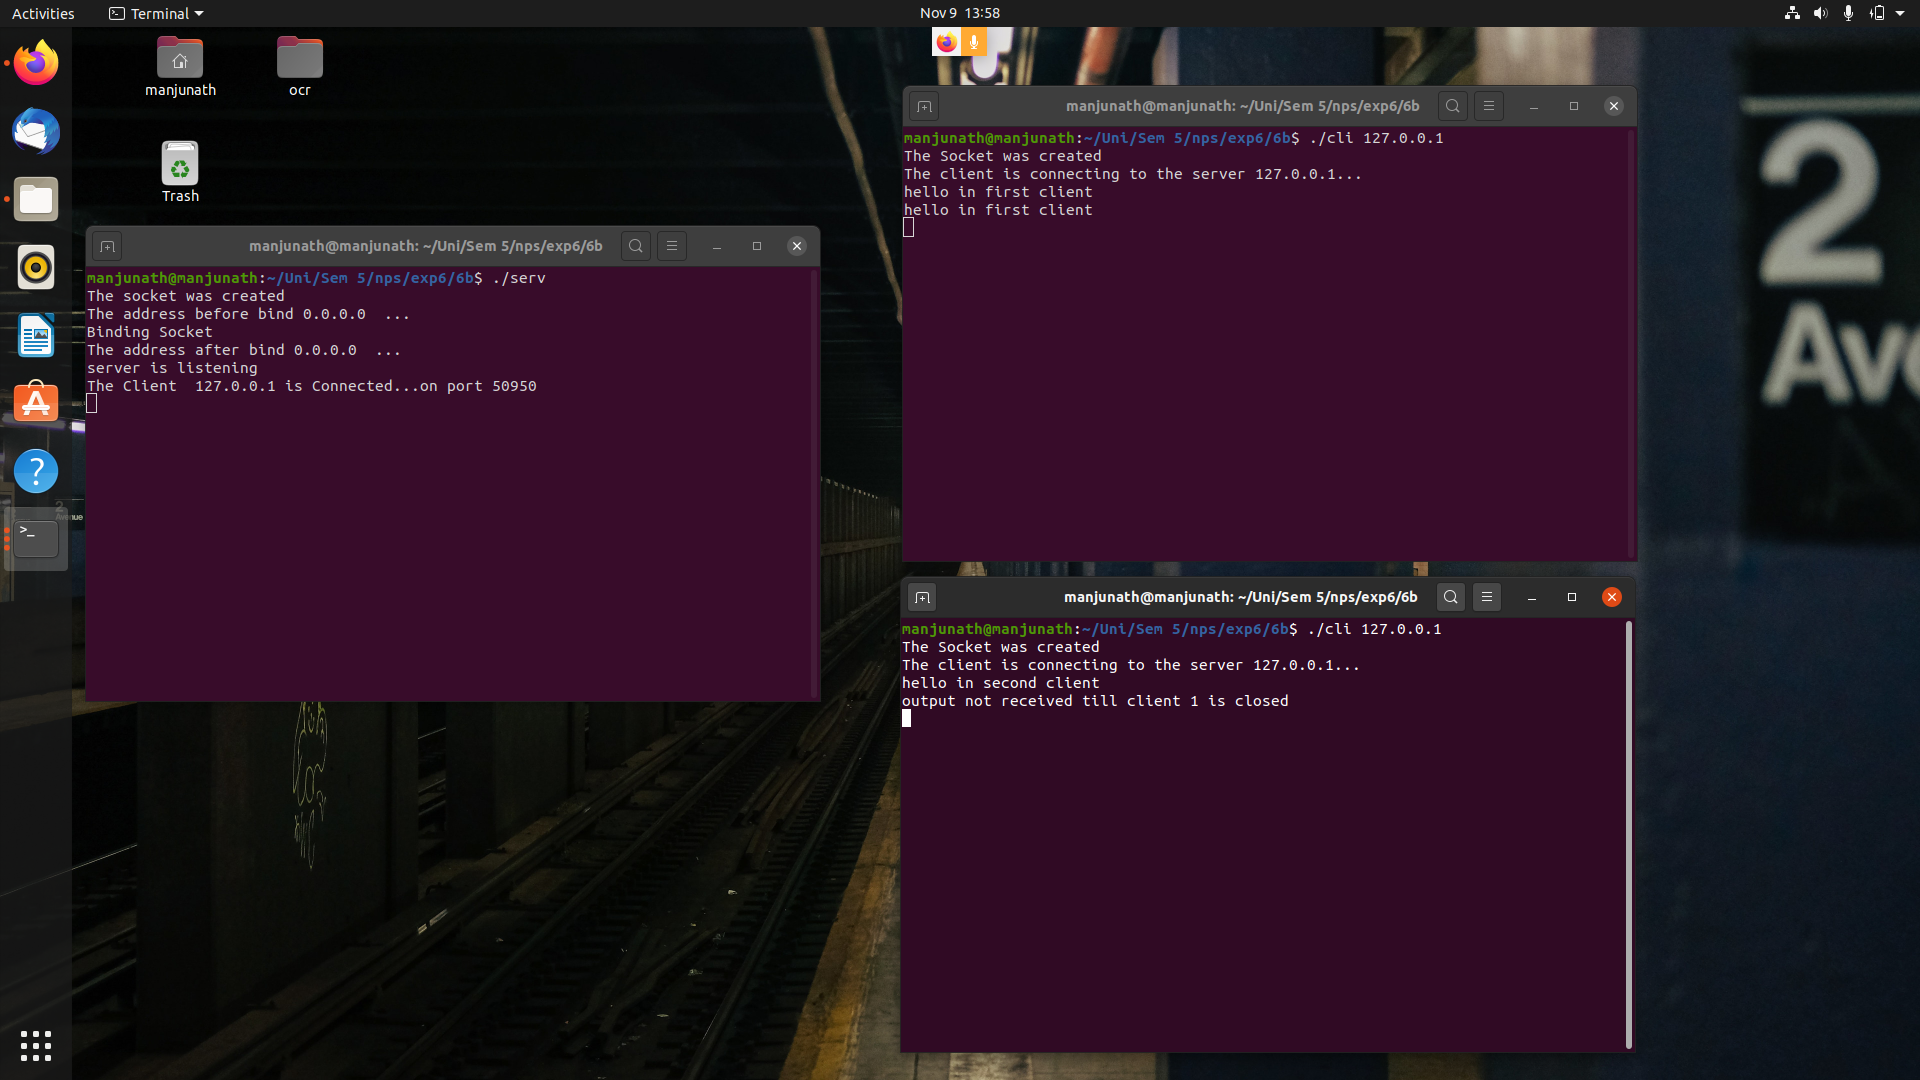 Activities
Terminal
Nov 9 13:58
manjunath
ocr
Trash
manjunath@manjunath: ~/Uni/Sem 5/nps/exp6/6b
manjunath@manjunath:~/Uni/Sem 5/nps/exp6/6b$ ./serv
The socket was created
The address before bind 0.0.0.0  ...
Binding Socket
The address after bind 0.0.0.0  ...
server is listening
The Client  127.0.0.1 is Connected...on port 50950
manjunath@manjunath: ~/Uni/Sem 5/nps/exp6/6b
manjunath@manjunath:~/Uni/Sem 5/nps/exp6/6b$ ./cli 127.0.0.1
The Socket was created
The client is connecting to the server 127.0.0.1...
hello in first client
hello in first client
manjunath@manjunath: ~/Uni/Sem 5/nps/exp6/6b
manjunath@manjunath:~/Uni/Sem 5/nps/exp6/6b$ ./cli 127.0.0.1
The Socket was created
The client is connecting to the server 127.0.0.1...
hello in second client
output not received till client 1 is closed
2
Ave
2
Avenue